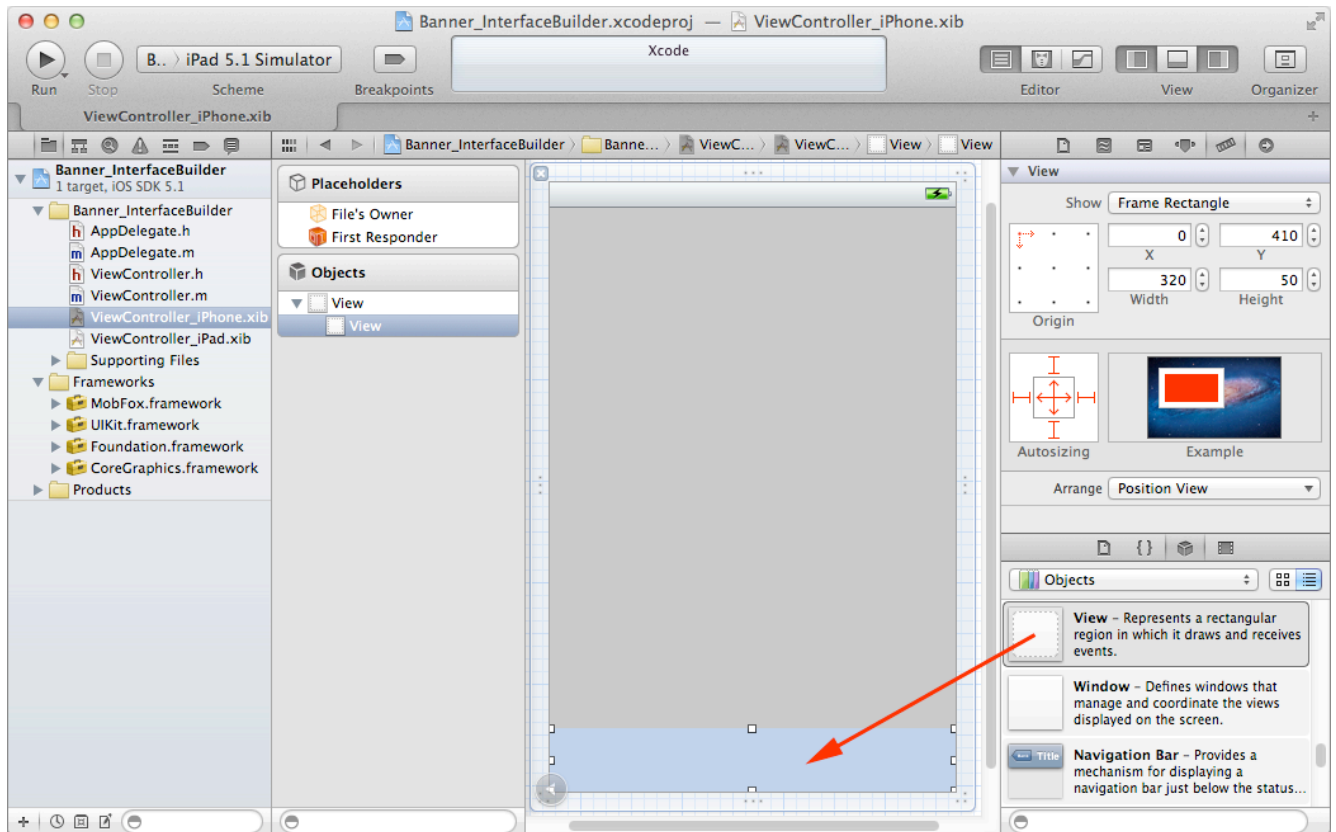 Banner_InterfaceBuilder.xcodeproj — ViewController_iPhone.xib
B.. 〉 iPad 5.1 Simulator
Xcode
Run Stop Scheme Breakpoints Editor View Organizer
ViewController_iPhone.xib
Banner_InterfaceBuilder 〉 Banne... 〉 ViewC... 〉 ViewC... 〉 View 〉 View
Banner_InterfaceBuilder
1 target, iOS SDK 5.1
Banner_InterfaceBuilder
AppDelegate.h
AppDelegate.m
ViewController.h
ViewController.m
ViewController_iPhone.xib
ViewController_iPad.xib
Supporting Files
Frameworks
MobFox.framework
UIKit.framework
Foundation.framework
CoreGraphics.framework
Products
Placeholders
File's Owner
First Responder
Objects
View
View
View
Show Frame Rectangle
0 410
X Y
320 50
Width Height
Origin
Autosizing Example
Arrange Position View
{}
Objects
View – Represents a rectangular
region in which it draws and receives
events.
Window – Defines windows that
manage and coordinate the views
displayed on the screen.
Title
Navigation Bar – Provides a
mechanism for displaying a
navigation bar just below the status...